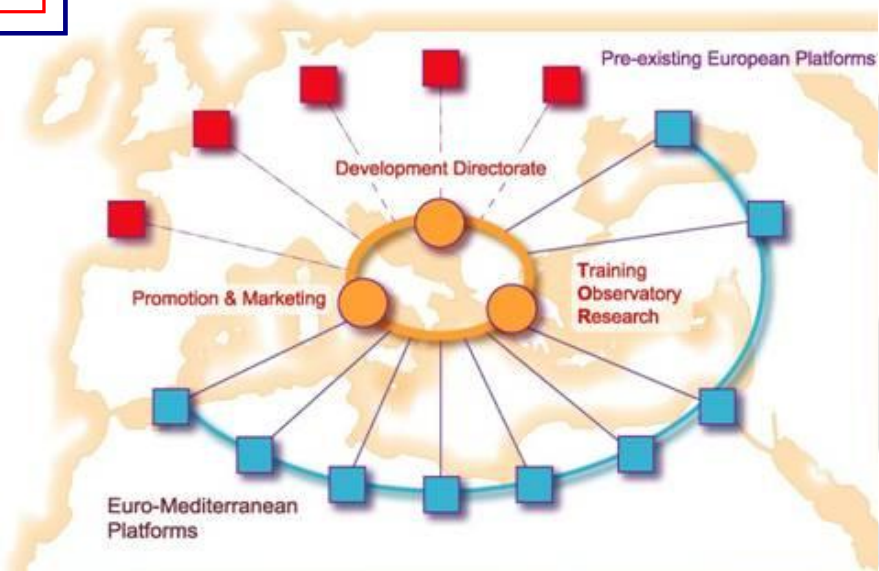 Pre-existing European Platforms
Development Directorate
Promotion & Marketing
Training
Observatory
Research
Euro-Mediterranean
Platforms